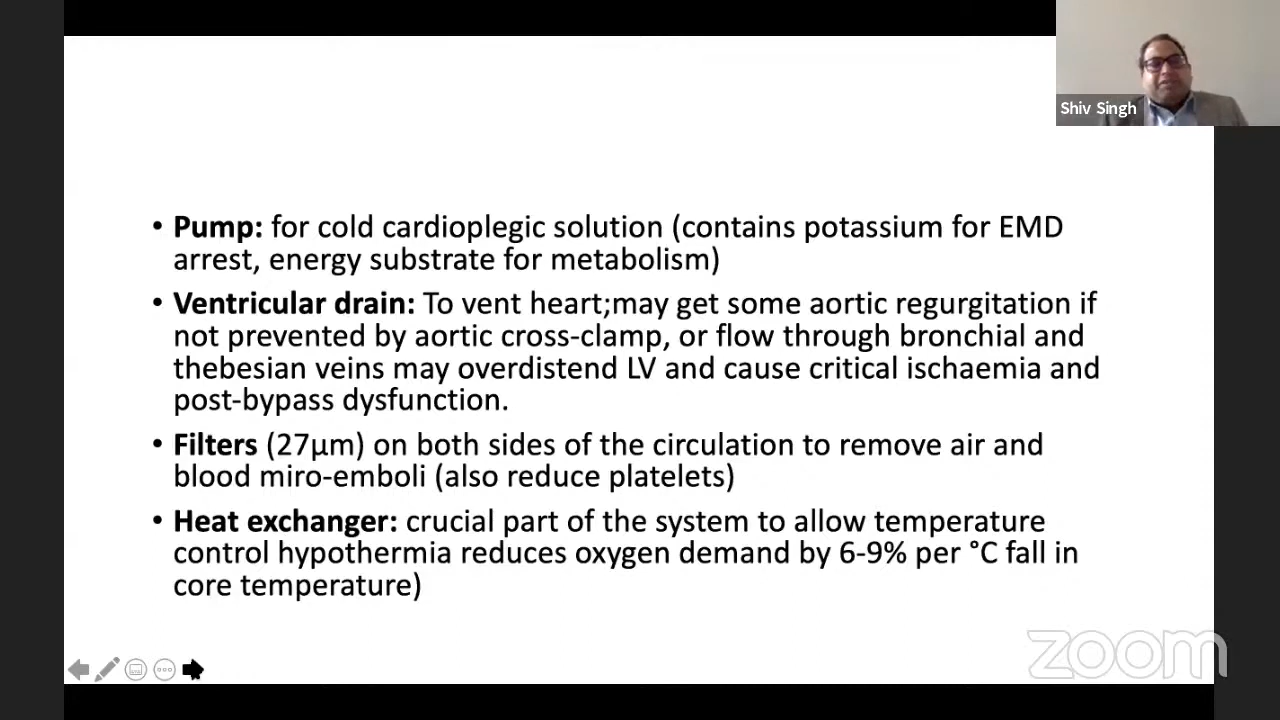 Shiv Singh
• Pump: for cold cardioplegic solution (contains potassium for EMD
arrest, energy substrate for metabolism)
• Ventricular drain: To vent heart;may get some aortic regurgitation if
not prevented by aortic cross-clamp, or flow through bronchial and
thebesian veins may overdistend LV and cause critical ischaemia and
post-bypass dysfunction.
• Filters (27µm) on both sides of the circulation to remove air and
blood miro-emboli (also reduce platelets)
• Heat exchanger: crucial part of the system to allow temperature
control hypothermia reduces oxygen demand by 6-9% per °C fall in
core temperature)
zoom